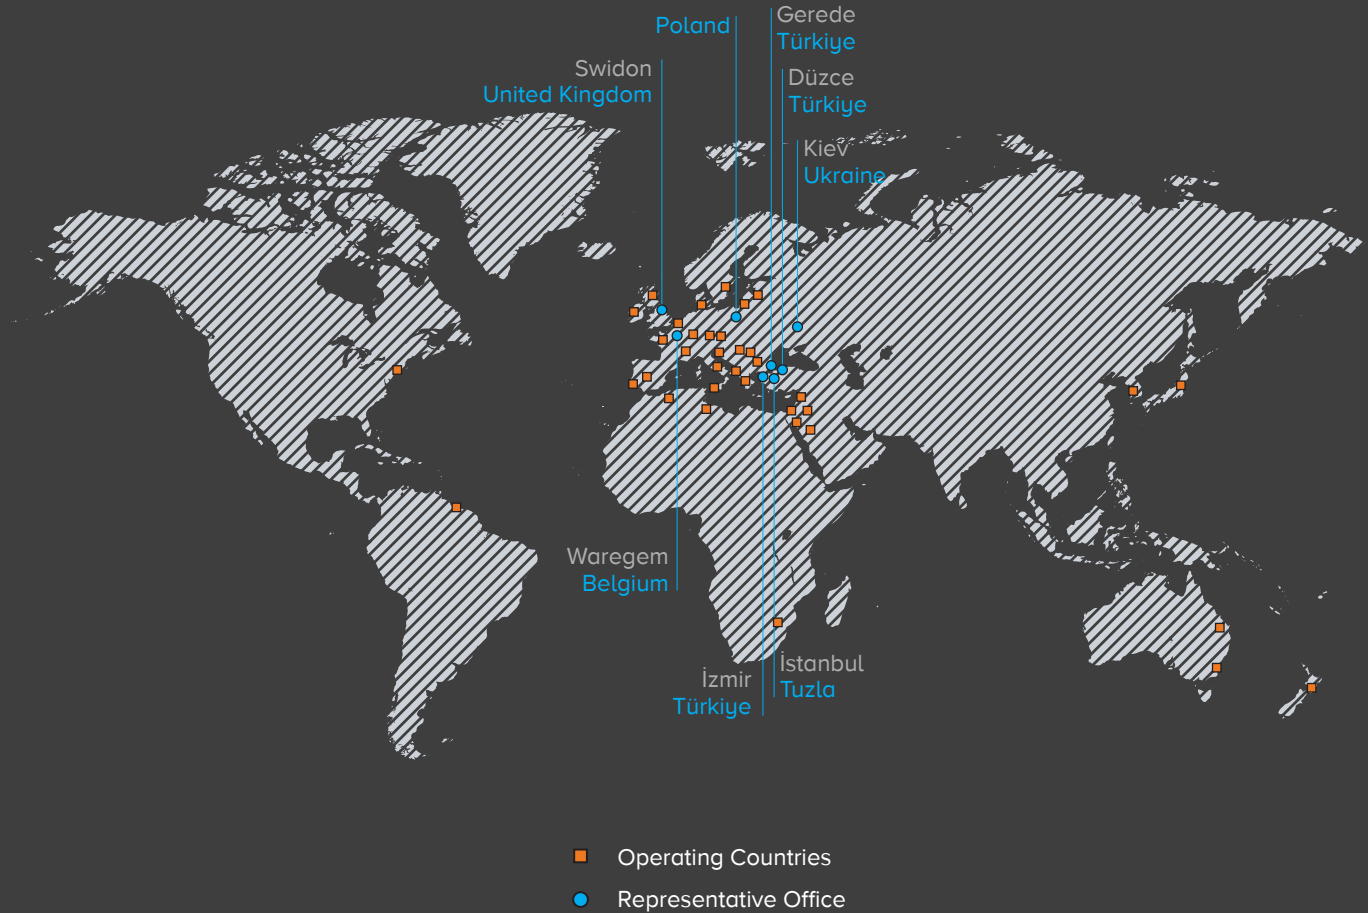 Poland
Gerede
Türkiye
Swidon
United Kingdom
Düzce
Türkiye
Kiev
Ukraine
Waregem
Belgium
İzmir
Türkiye
İstanbul
Tuzla
Operating Countries
Representative Office